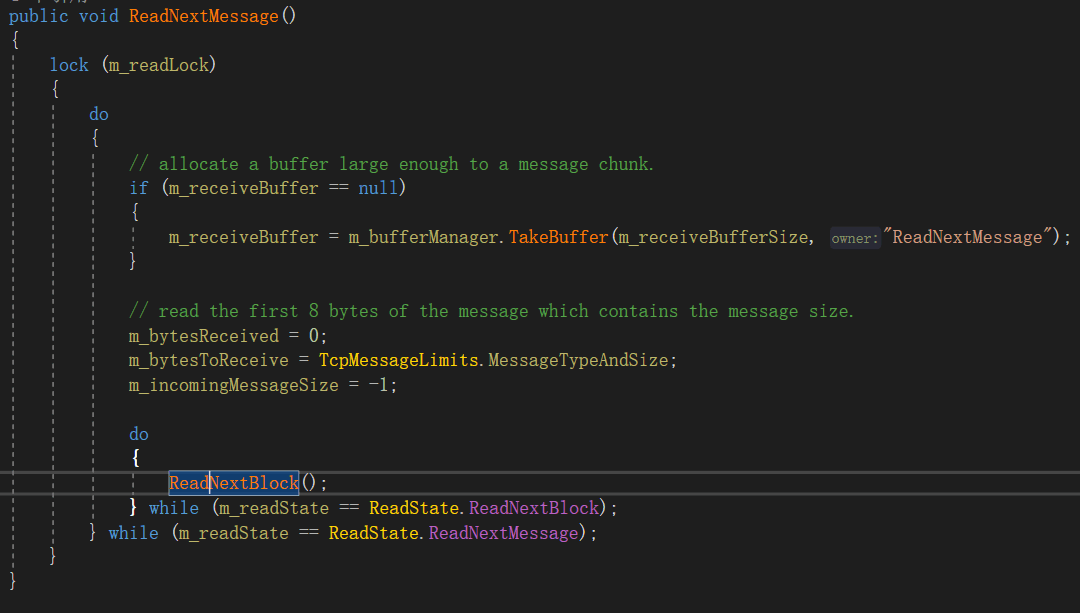 public void ReadNextMessage()
{
lock (m_readLock)
{
do
{
// allocate a buffer large enough to a message chunk.
if (m_receiveBuffer == null)
{
m_receiveBuffer = m_bufferManager.TakeBuffer(m_receiveBufferSize, owner:"ReadNextMessage");
}
// read the first 8 bytes of the message which contains the message size.
m_bytesReceived = 0;
m_bytesToReceive = TcpMessageLimits.MessageTypeAndSize;
m_incomingMessageSize = -1;
do
{
ReadNextBlock();
} while (m_readState == ReadState.ReadNextBlock);
} while (m_readState == ReadState.ReadNextMessage);
}
}